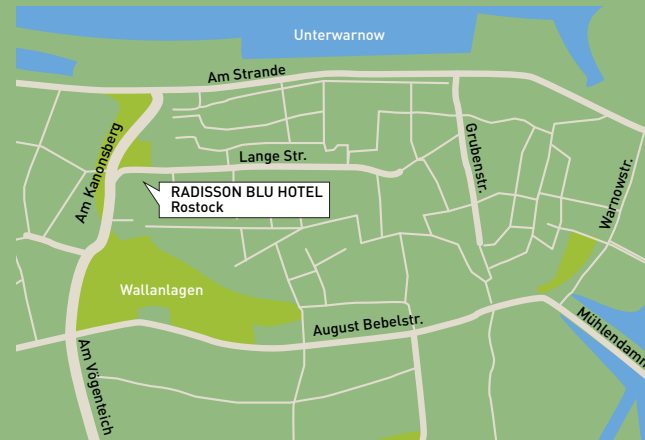 Unterwarnow
Am Strande
Am Kanonsberg
Lange Str.
Grubenstr.
Warnowstr.
RADISSON BLU HOTEL
Rostock
Wallanlagen
August Bebelstr.
Mühlendamm
Am Vögenteich